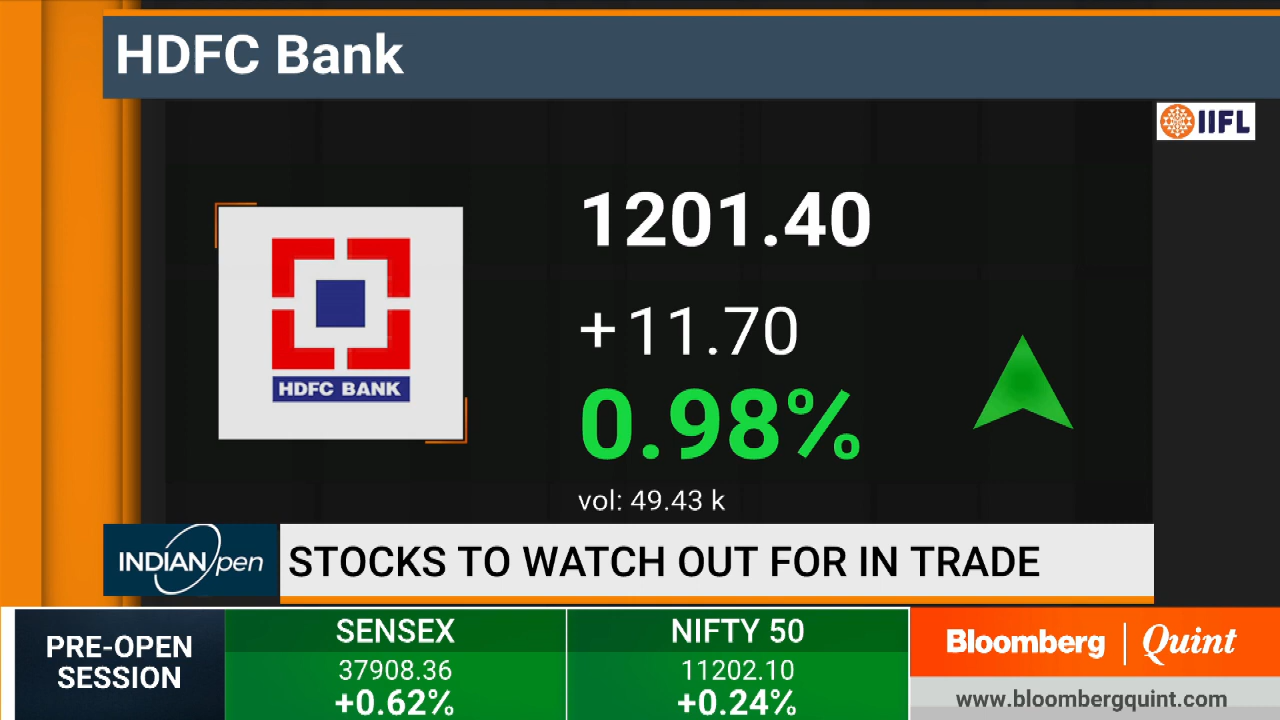 HDFC Bank
IIFL
1201.40
+11.70
0.98%
HDFC BANK
vol: 49.43 k
INDIAN Open
STOCKS TO WATCH OUT FOR IN TRADE
PRE-OPEN
SESSION
SENSEX
37908.36
+0.62%
NIFTY 50
11202.10
+0.24%
Bloomberg | Quint
www.bloombergquint.com